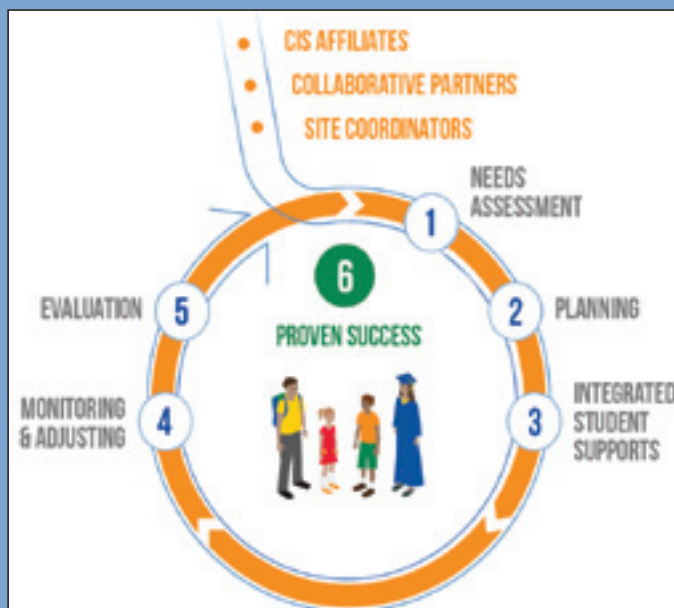 CIS AFFILIATES
COLLABORATIVE PARTNERS
SITE COORDINATORS
1
NEEDS
ASSESSMENT
2
PLANNING
3
INTEGRATED
STUDENT
SUPPORTS
4
MONITORING
& ADJUSTING
5
EVALUATION
6
PROVEN SUCCESS